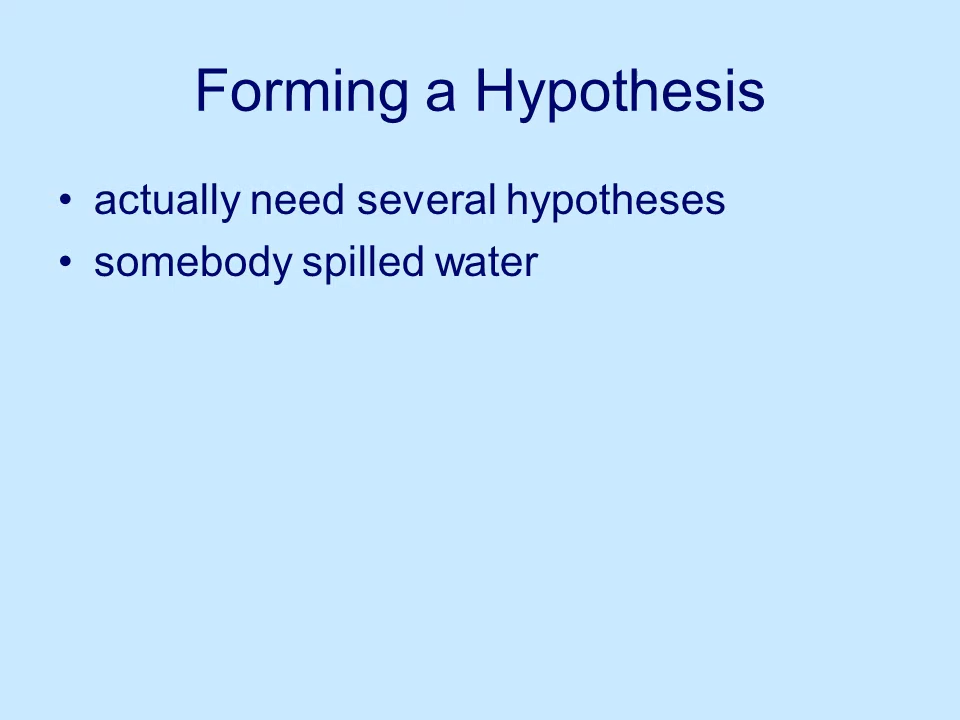 Forming a Hypothesis
• actually need several hypotheses
• somebody spilled water